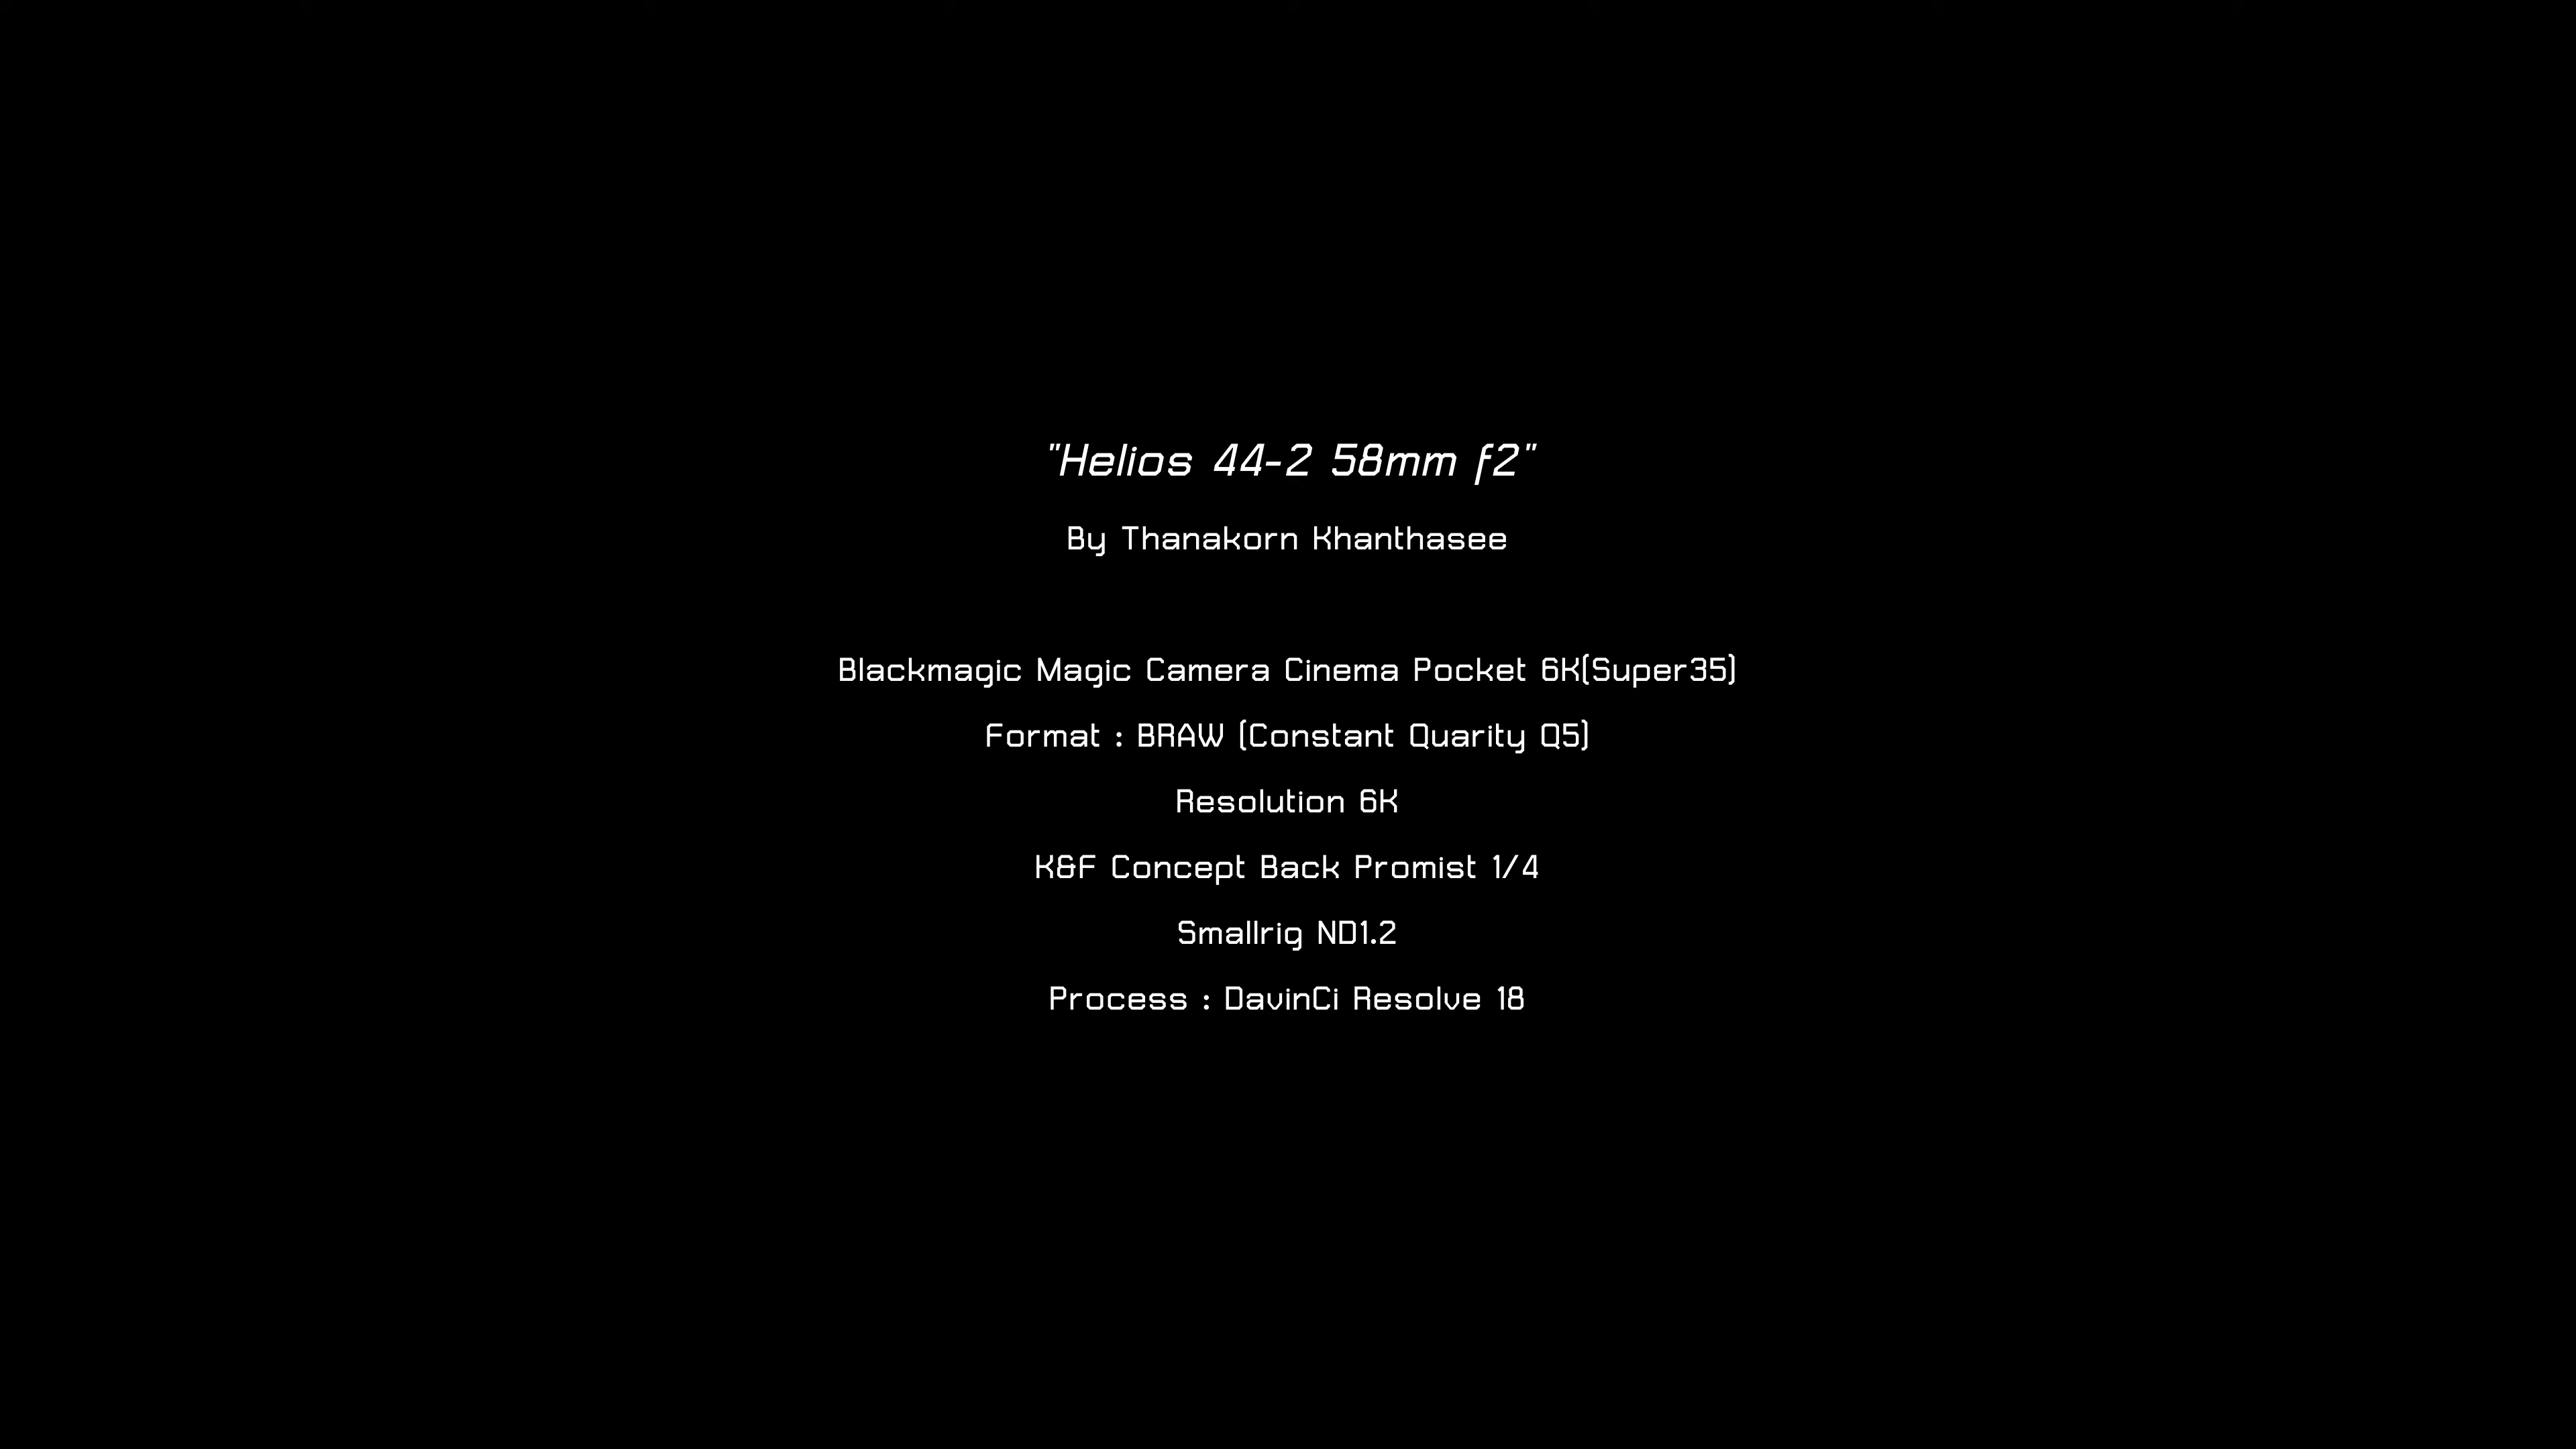 "Helios 44-2 58mm f2"
By Thanakorn Khanthasee
Blackmagic Magic Camera Cinema Pocket 6K(Super35)
Format : BRAW (Constant Quarity Q5)
Resolution 6K
K&F Concept Back Promist 1/4
Smallrig ND1.2
Process : DavinCi Resolve 18